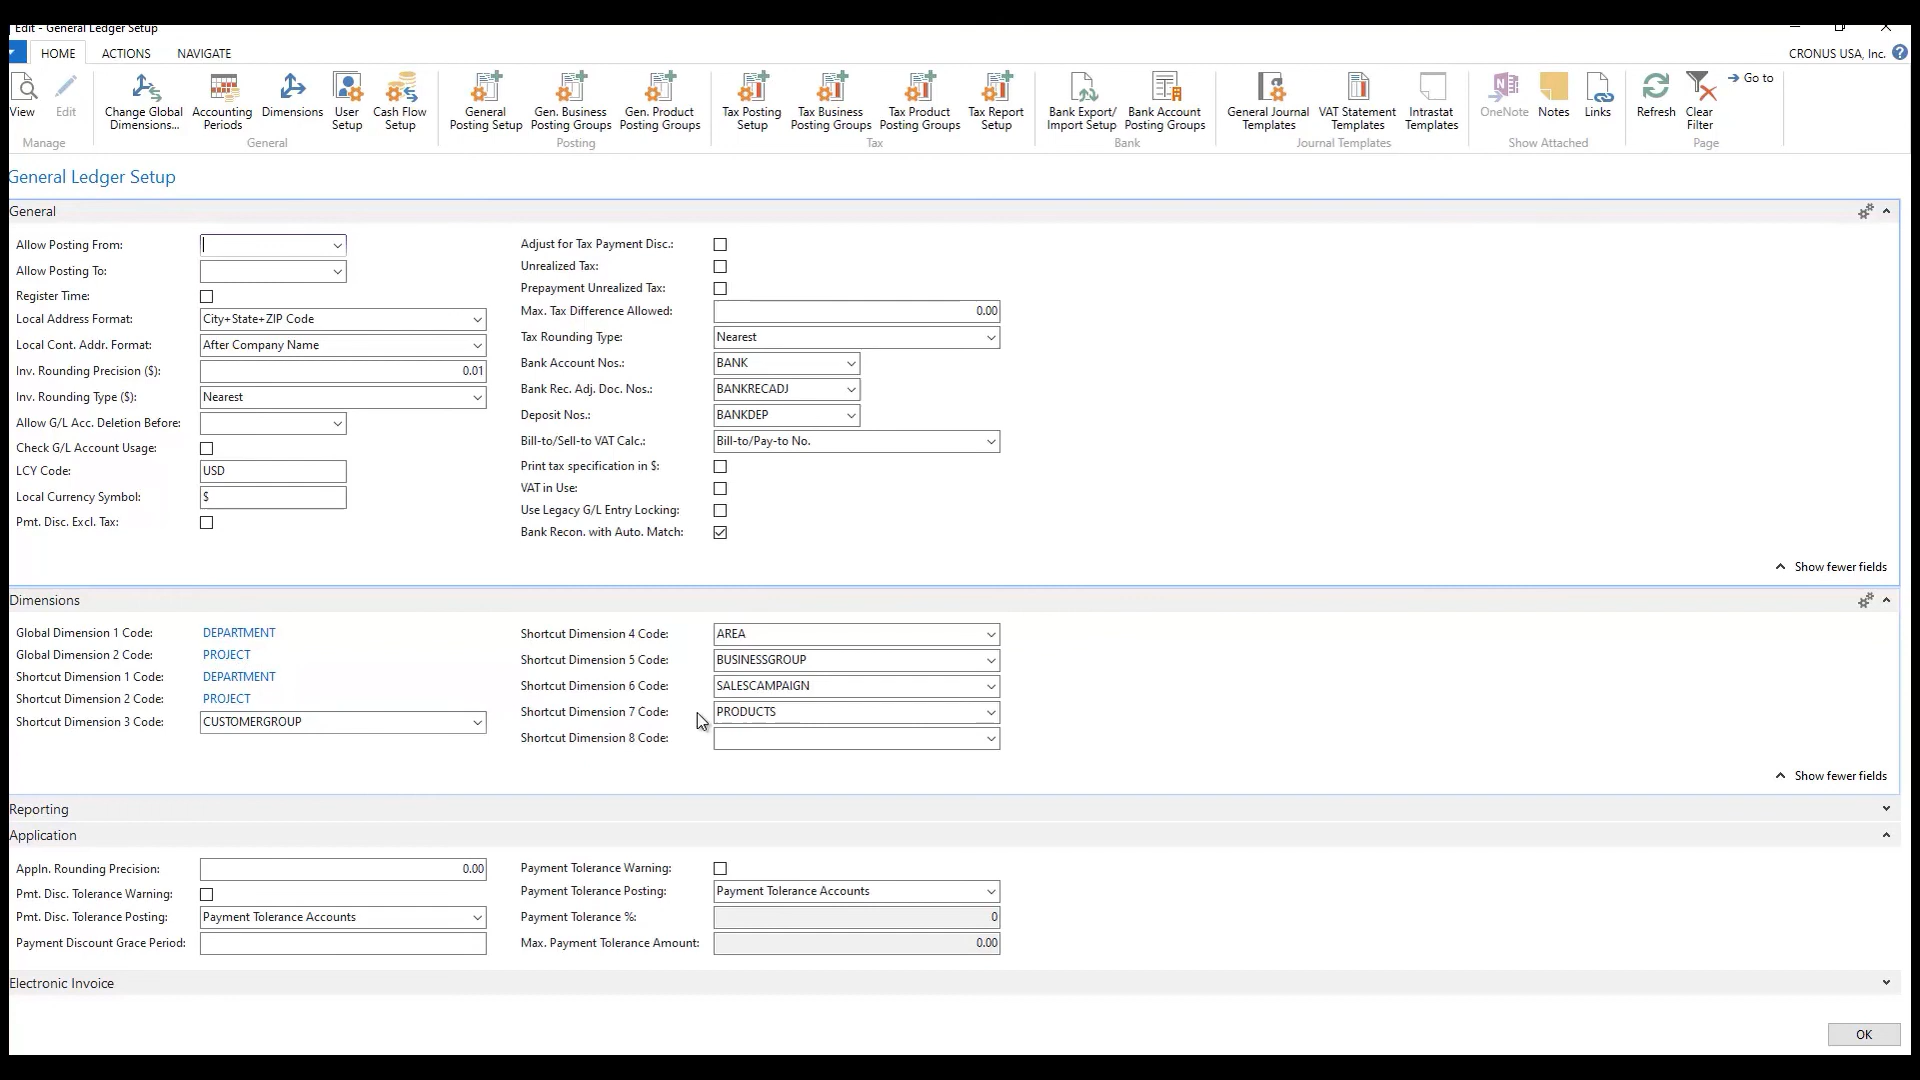 Edit - General Ledger Setup
HOME ACTIONS NAVIGATE CRONUS USA, Inc. ?
View Edit Change Global Dimensions... Accounting Periods Dimensions User Setup Cash Flow Setup General Posting Setup Gen. Business Posting Groups Gen. Product Posting Groups Tax Posting Setup Tax Business Posting Groups Tax Product Posting Groups Tax Report Setup Bank Export/ Import Setup Bank Account Posting Groups General Journal Templates VAT Statement Templates Intrastat Templates OneNote Notes Links Refresh Clear Filter Go to
Manage General Posting Tax Bank Journal Templates Show Attached Page
General Ledger Setup
General
Allow Posting From:
Allow Posting To:
Register Time:
Local Address Format: City+State+ZIP Code
Local Cont. Addr. Format: After Company Name
Inv. Rounding Precision ($): 0.01
Inv. Rounding Type ($): Nearest
Allow G/L Acc. Deletion Before:
Check G/L Account Usage:
LCY Code: USD
Local Currency Symbol: $
Pmt. Disc. Excl. Tax:
Adjust for Tax Payment Disc.:
Unrealized Tax:
Prepayment Unrealized Tax:
Max. Tax Difference Allowed: 0.00
Tax Rounding Type: Nearest
Bank Account Nos.: BANK
Bank Rec. Adj. Doc. Nos.: BANKRECADJ
Deposit Nos.: BANKDEP
Bill-to/Sell-to VAT Calc.: Bill-to/Pay-to No.
Print tax specification in $:
VAT in Use:
Use Legacy G/L Entry Locking:
Bank Recon. with Auto. Match:
Show fewer fields
Dimensions
Global Dimension 1 Code: DEPARTMENT
Global Dimension 2 Code: PROJECT
Shortcut Dimension 1 Code: DEPARTMENT
Shortcut Dimension 2 Code: PROJECT
Shortcut Dimension 3 Code: CUSTOMERGROUP
Shortcut Dimension 4 Code: AREA
Shortcut Dimension 5 Code: BUSINESSGROUP
Shortcut Dimension 6 Code: SALESCAMPAIGN
Shortcut Dimension 7 Code: PRODUCTS
Shortcut Dimension 8 Code:
Show fewer fields
Reporting
Application
Appln. Rounding Precision: 0.00
Pmt. Disc. Tolerance Warning:
Pmt. Disc. Tolerance Posting: Payment Tolerance Accounts
Payment Discount Grace Period:
Payment Tolerance Warning:
Payment Tolerance Posting: Payment Tolerance Accounts
Payment Tolerance %: 0
Max. Payment Tolerance Amount: 0.00
Electronic Invoice
OK